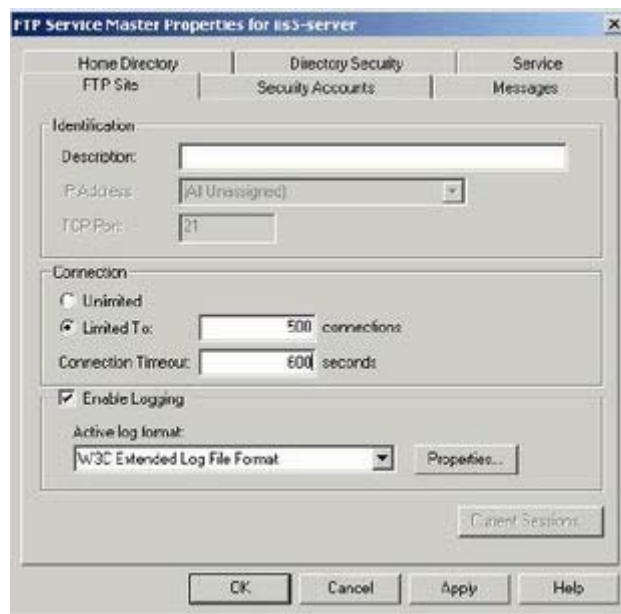 FTP Service Master Properties for iis5-server
Home Directory
Directory Security
Service
FTP Site
Security Accounts
Messages
Identification
Description:
IP Address:
(All Unassigned)
TCP Port:
21
Connection
Unlimited
Limited To:
500 connections
Connection Timeout:
600 seconds
Enable Logging
Active log format:
W3C Extended Log File Format
Properties...
Current Sessions...
OK
Cancel
Apply
Help